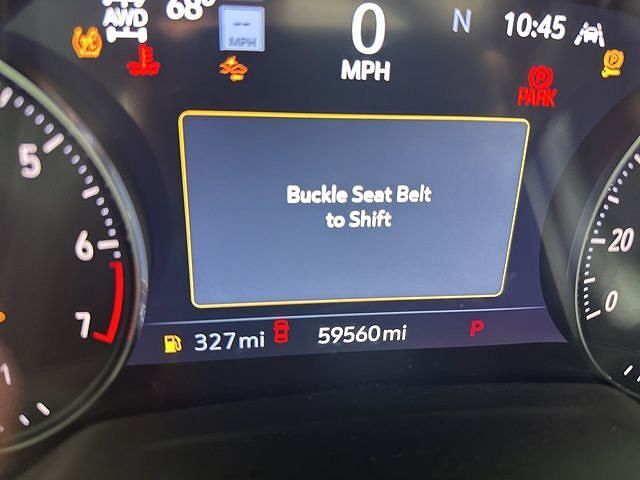 AWD
68°
-- MPH
0
MPH
N
10:45
PARK
5
6
7
Buckle Seat Belt
to Shift
20
0
327mi
59560mi
P